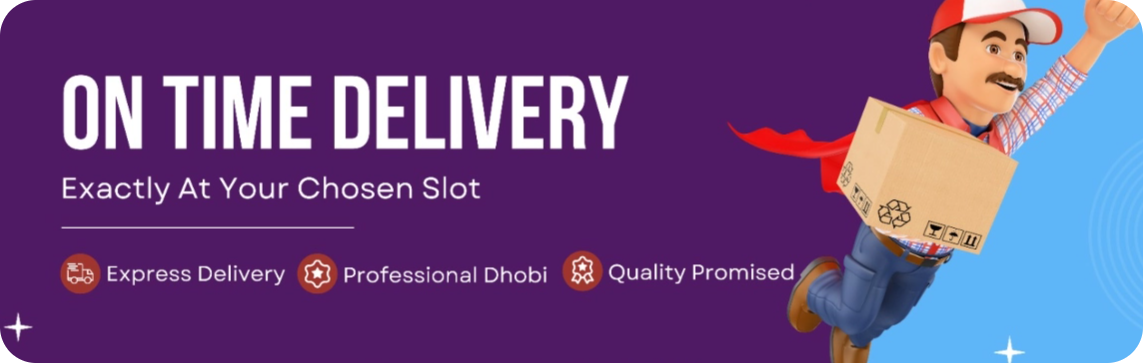 ON TIME DELIVERY
Exactly At Your Chosen Slot
Express Delivery Professional Dhobi Quality Promised